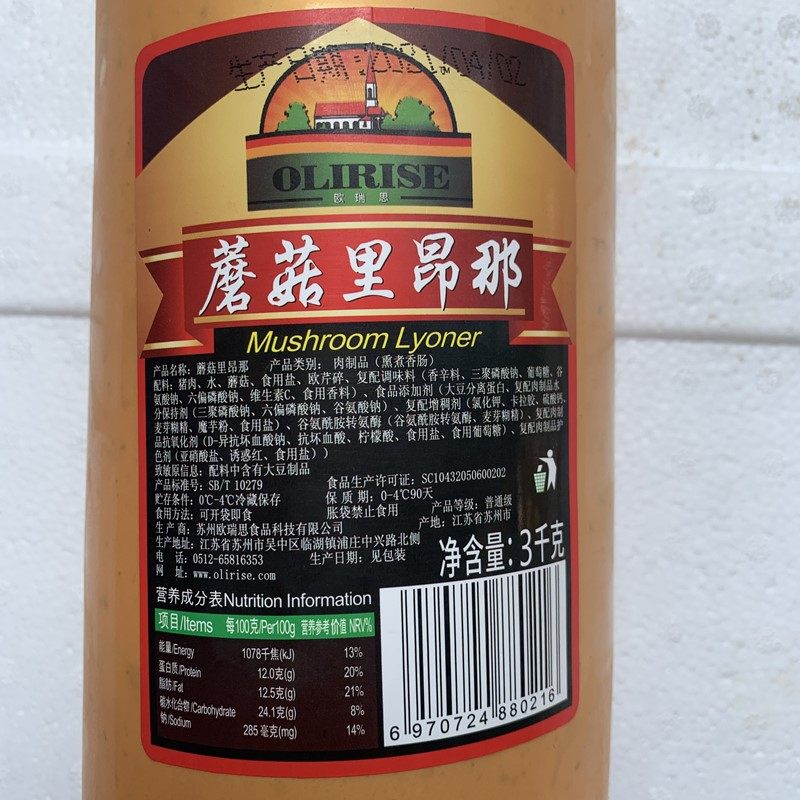 生产日期:2021/04/02
OLIRISE
欧瑞思
蘑菇里昂那
Mushroom Lyoner
产品名称：蘑菇里昂那 产品类别：肉制品（熏煮香肠）
配料：猪肉、水、蘑菇、食用盐、欧芹碎、复配调味料（香辛料、三聚磷酸钠、葡萄糖、谷
氨酸钠、六偏磷酸钠、维生素C、食用香料）、食品添加剂（大豆分离蛋白、复配肉制品水
分保持剂（三聚磷酸钠、六偏磷酸钠、谷氨酸钠）、复配增稠剂（氯化钾、卡拉胶、硫酸钙、
麦芽糊精、魔芋粉、食用盐）、谷氨酰胺转氨酶（谷氨酰胺转氨酶、麦芽糊精）、复配肉制
品抗氧化剂（D-异抗坏血酸钠、抗坏血酸、柠檬酸、食用盐、食用葡萄糖）、复配肉制品护
色剂（亚硝酸盐、诱惑红、食用盐））
致敏原信息：配料中含有大豆制品
产品标准号：SB/T 10279 食品生产许可证：SC10432050600202
贮存条件：0℃-4℃冷藏保存 保 质 期：0-4℃90天
食用方法：可开袋即食 胀袋禁止食用 产品等级：普通级
生 产 商：苏州欧瑞思食品科技有限公司 产地：江苏省苏州市
生产地址：江苏省苏州市吴中区临湖镇浦庄中兴路北侧
电 话：0512-65816353 生产日期：见包装
网 址：www.olirise.com
净含量：3千克
营养成分表Nutrition Information
项目/Items 每100克/Per100g 营养参考价值 NRV%
能量/Energy 1078千焦(kJ) 13%
蛋白质/Protein 12.0克(g) 20%
脂肪/Fat 12.5克(g) 21%
碳水化合物/Carbohydrate 24.1克(g) 8%
钠/Sodium 285毫克(mg) 14%
6 970724 880216